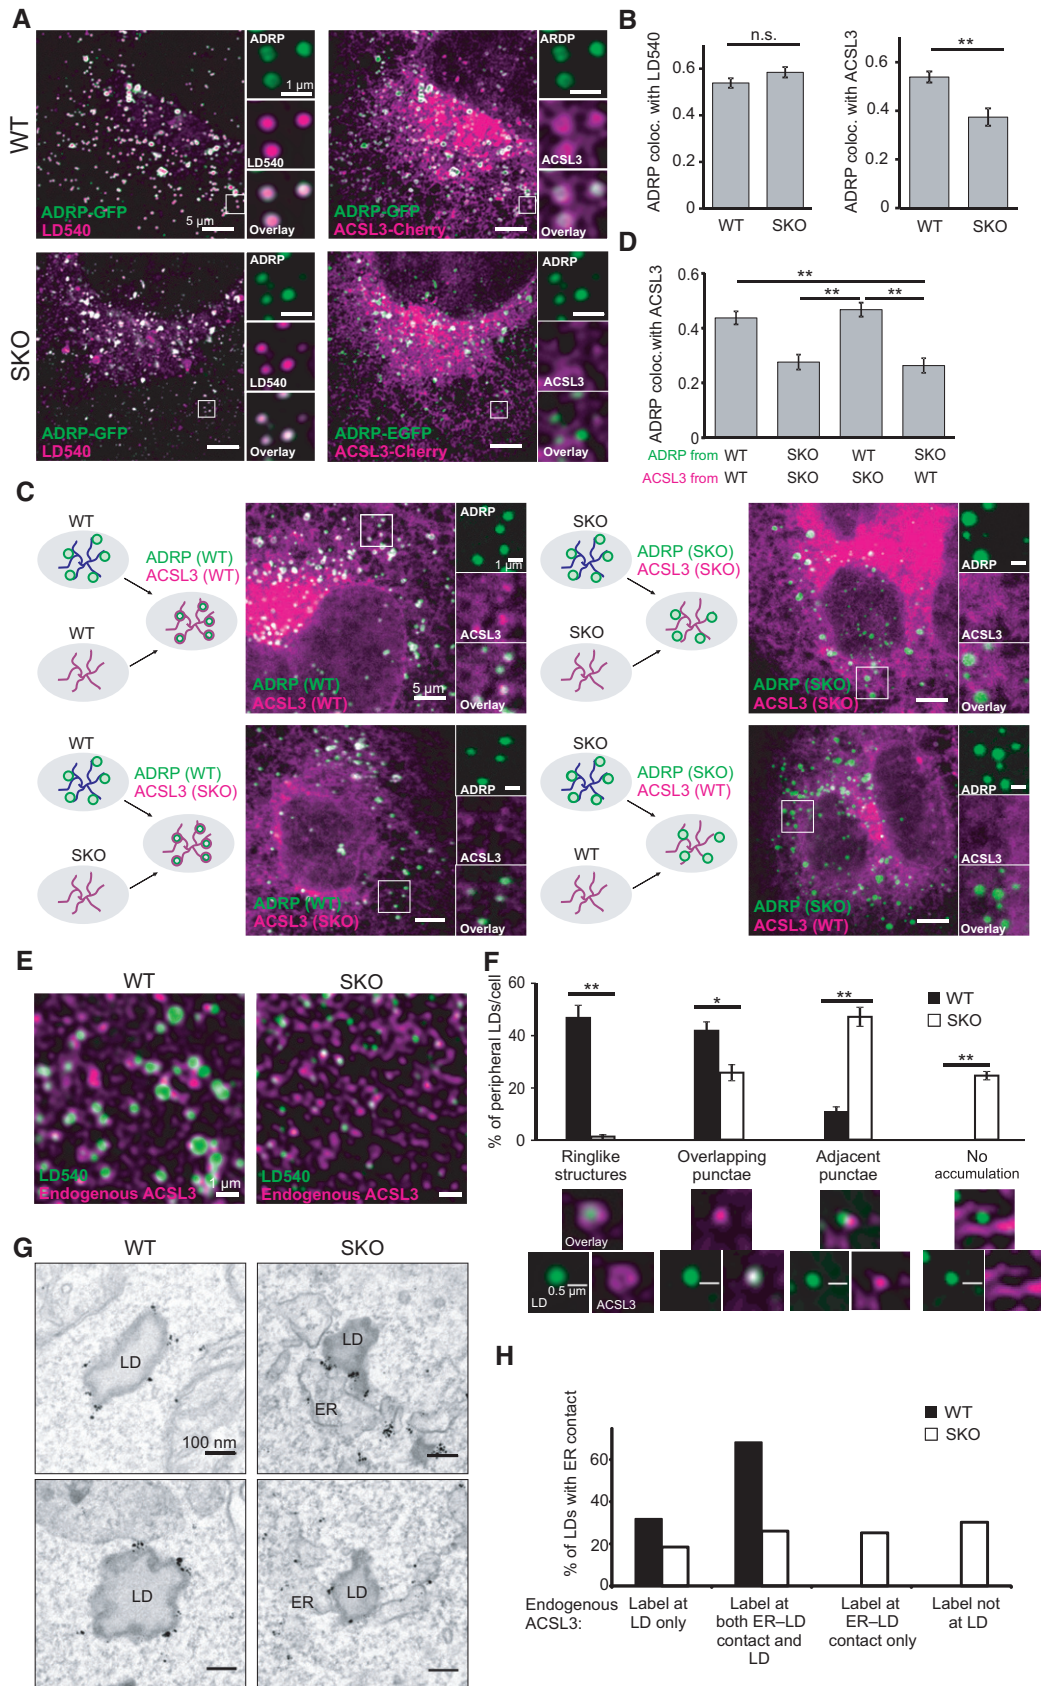 A
WT
ADRP
1 µm
LD540
Overlay
ADRP-GFP
LD540
5 µm
ARDP
ACSL3
Overlay
ADRP-GFP
ACSL3-Cherry
SKO
ADRP
LD540
Overlay
ADRP-GFP
LD540
ADRP
ACSL3
Overlay
ADRP-EGFP
ACSL3-Cherry
B
ADRP coloc. with LD540
n.s.
0.6
0.4
0.2
0
WT SKO
ADRP coloc. with ACSL3
**
0.6
0.4
0.2
0
WT SKO
D
ADRP coloc.with ACSL3
0.6
0.4
0.2
0
**
** **
ADRP from WT SKO WT SKO
ACSL3 from WT SKO SKO WT
C
WT
WT
ADRP (WT)
ACSL3 (WT)
ADRP (WT)
ACSL3 (WT)
5 µm
ADRP
1 µm
ACSL3
Overlay
SKO
SKO
ADRP (SKO)
ACSL3 (SKO)
ADRP (SKO)
ACSL3 (SKO)
ADRP
ACSL3
Overlay
WT
SKO
ADRP (WT)
ACSL3 (SKO)
ADRP (WT)
ACSL3 (SKO)
ADRP
ACSL3
Overlay
SKO
WT
ADRP (SKO)
ACSL3 (WT)
ADRP (SKO)
ACSL3 (WT)
ADRP
ACSL3
Overlay
E
WT SKO
LD540
Endogenous ACSL3
1 µm
LD540
Endogenous ACSL3
F
% of peripheral LDs/cell
60
40
20
0
** * ** **
WT
SKO
Ringlike structures
Overlapping punctae
Adjacent punctae
No accumulation
Overlay
LD
0.5 µm
ACSL3
G
WT SKO
LD
100 nm
LD
ER
LD
ER
LD
H
% of LDs with ER contact
60
40
20
0
WT
SKO
Endogenous ACSL3:
Label at LD only
Label at both ER–LD contact and LD
Label at ER–LD contact only
Label not at LD